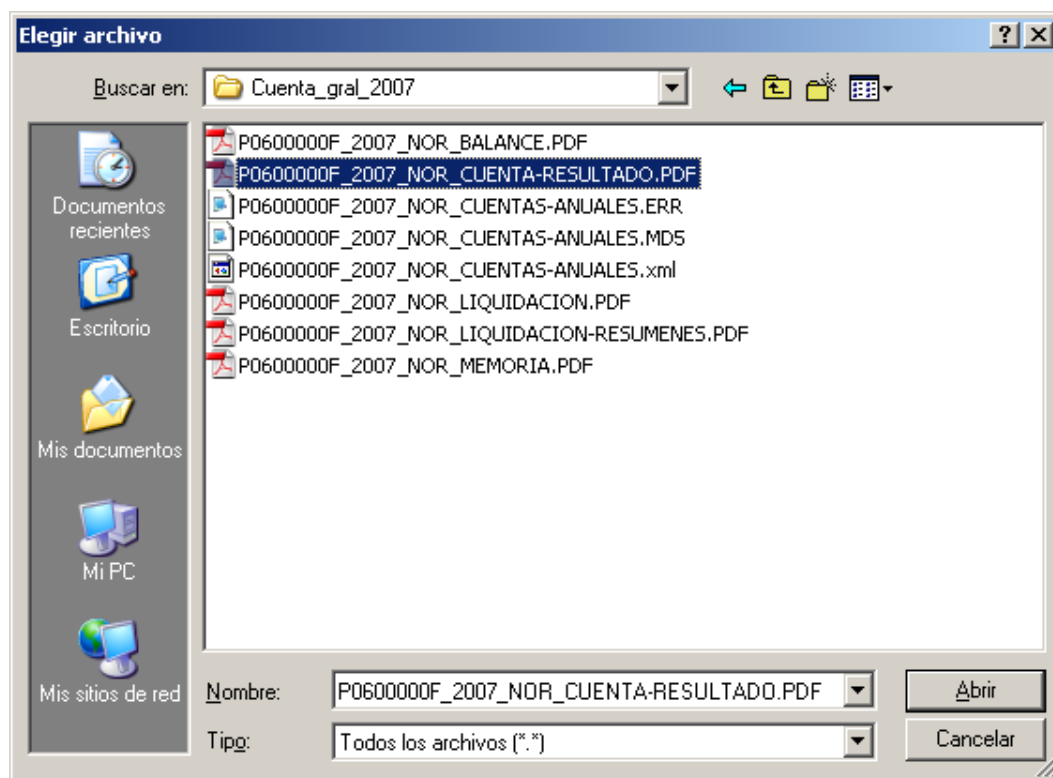 Elegir archivo
Buscar en: Cuenta_gral_2007
Documentos
recientes
Escritorio
Mis documentos
Mi PC
Mis sitios de red
P0600000F_2007_NOR_BALANCE.PDF
P0600000F_2007_NOR_CUENTA-RESULTADO.PDF
P0600000F_2007_NOR_CUENTAS-ANUALES.ERR
P0600000F_2007_NOR_CUENTAS-ANUALES.MD5
P0600000F_2007_NOR_CUENTAS-ANUALES.xml
P0600000F_2007_NOR_LIQUIDACION.PDF
P0600000F_2007_NOR_LIQUIDACION-RESUMENES.PDF
P0600000F_2007_NOR_MEMORIA.PDF
Nombre: P0600000F_2007_NOR_CUENTA-RESULTADO.PDF Abrir
Tipo: Todos los archivos (*.*) Cancelar